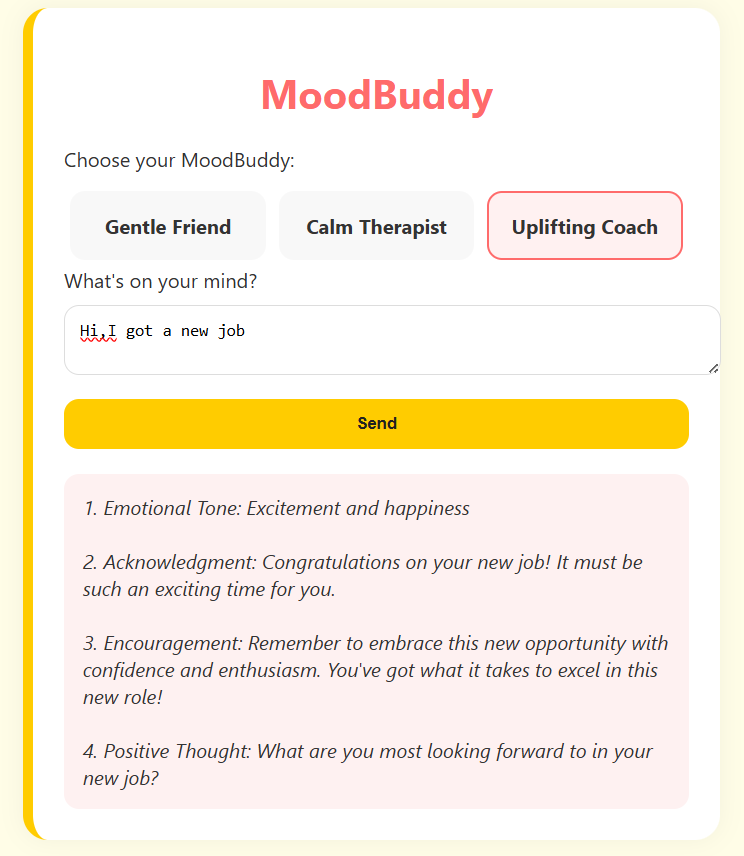 MoodBuddy
Choose your MoodBuddy:
Gentle Friend
Calm Therapist
Uplifting Coach
What's on your mind?
Hi,I got a new job
Send
1. Emotional Tone: Excitement and happiness
2. Acknowledgment: Congratulations on your new job! It must be
such an exciting time for you.
3. Encouragement: Remember to embrace this new opportunity with
confidence and enthusiasm. You've got what it takes to excel in this
new role!
4. Positive Thought: What are you most looking forward to in your
new job?